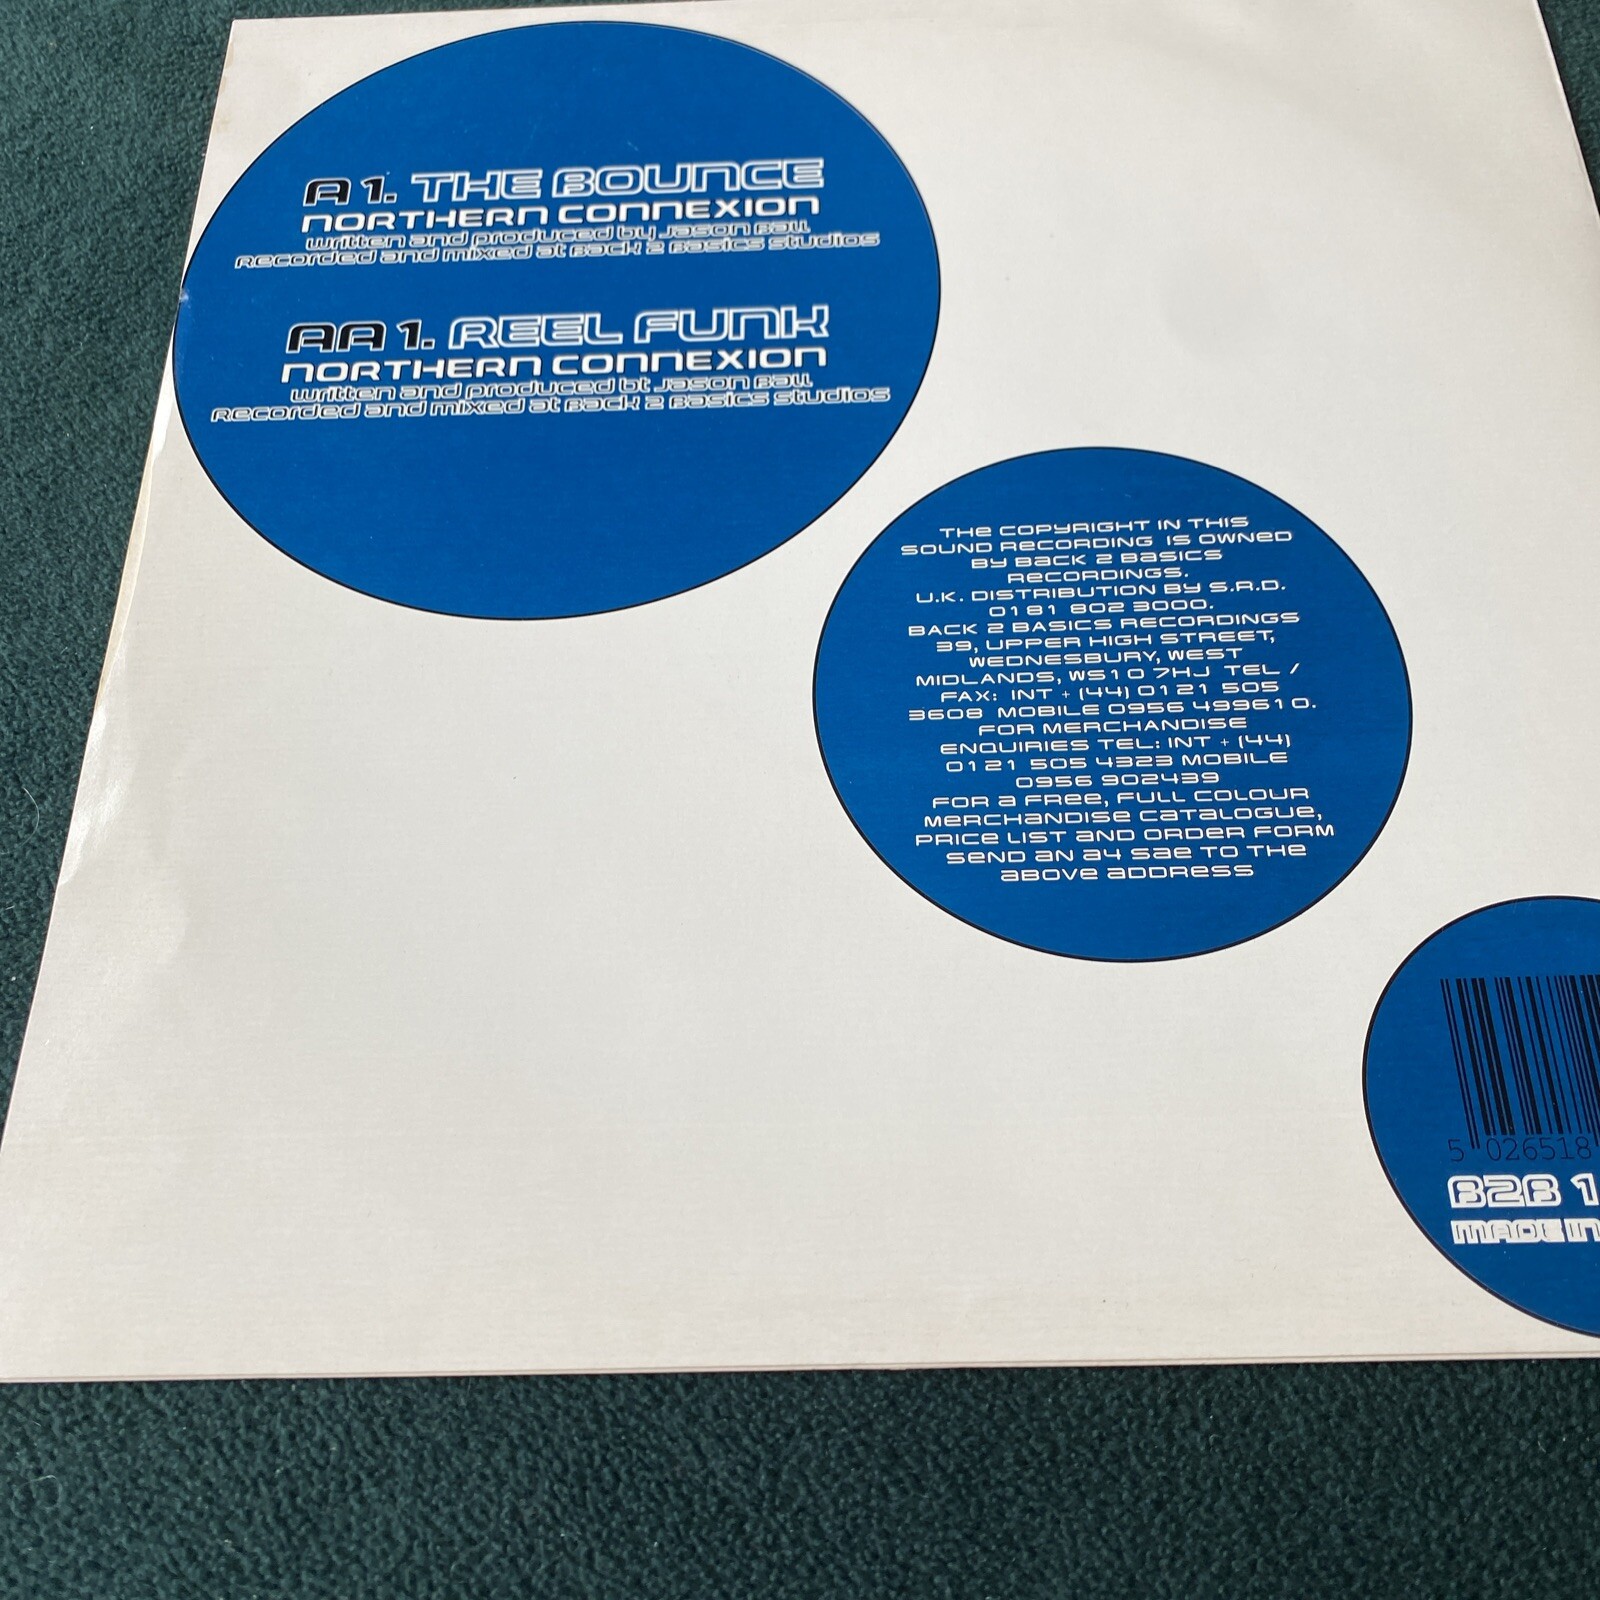 A1. THE BOUNCE
NORTHERN CONNEXION
written and produced by Jason Ball
Recorded and mixed at Back 2 Basics Studios
AA1. REEL FUNK
NORTHERN CONNEXION
written and produced bt Jason Ball
Recorded and mixed at Back 2 Basics Studios
THE COPYRIGHT IN THIS
SOUND RECORDING IS OWNED
BY BACK 2 BASICS
RECORDINGS.
U.K. DISTRIBUTION BY S.R.D.
0181 802 3000.
BACK 2 BASICS RECORDINGS
39, UPPER HIGH STREET,
WEDNESBURY, WEST
MIDLANDS, WS10 7HJ TEL /
FAX: INT + (44) 0121 505
3608 MOBILE 0956 499610.
FOR MERCHANDISE
ENQUIRIES TEL: INT + (44)
0121 505 4323 MOBILE
0956 902439
FOR A FREE, FULL COLOUR
MERCHANDISE CATALOGUE,
PRICE LIST AND ORDER FORM
SEND AN A4 SAE TO THE
ABOVE ADDRESS
5 026518
B2B 1
MADE IN